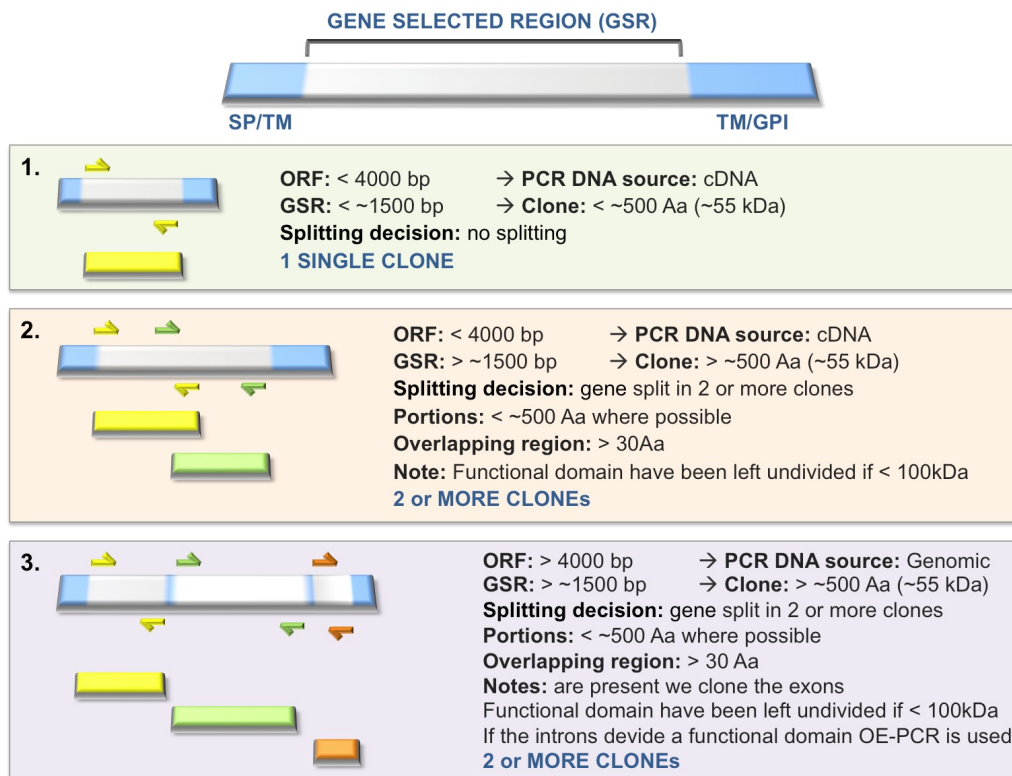 GENE SELECTED REGION (GSR)
SP/TM TM/GPI
1.
ORF: < 4000 bp → PCR DNA source: cDNA
GSR: < ~1500 bp → Clone: < ~500 Aa (~55 kDa)
Splitting decision: no splitting
1 SINGLE CLONE
2.
ORF: < 4000 bp → PCR DNA source: cDNA
GSR: > ~1500 bp → Clone: > ~500 Aa (~55 kDa)
Splitting decision: gene split in 2 or more clones
Portions: < ~500 Aa where possible
Overlapping region: > 30Aa
Note: Functional domain have been left undivided if < 100kDa
2 or MORE CLONEs
3.
ORF: > 4000 bp → PCR DNA source: Genomic
GSR: > ~1500 bp → Clone: > ~500 Aa (~55 kDa)
Splitting decision: gene split in 2 or more clones
Portions: < ~500 Aa where possible
Overlapping region: > 30 Aa
Notes: are present we clone the exons
Functional domain have been left undivided if < 100kDa
If the introns devide a functional domain OE-PCR is used
2 or MORE CLONEs